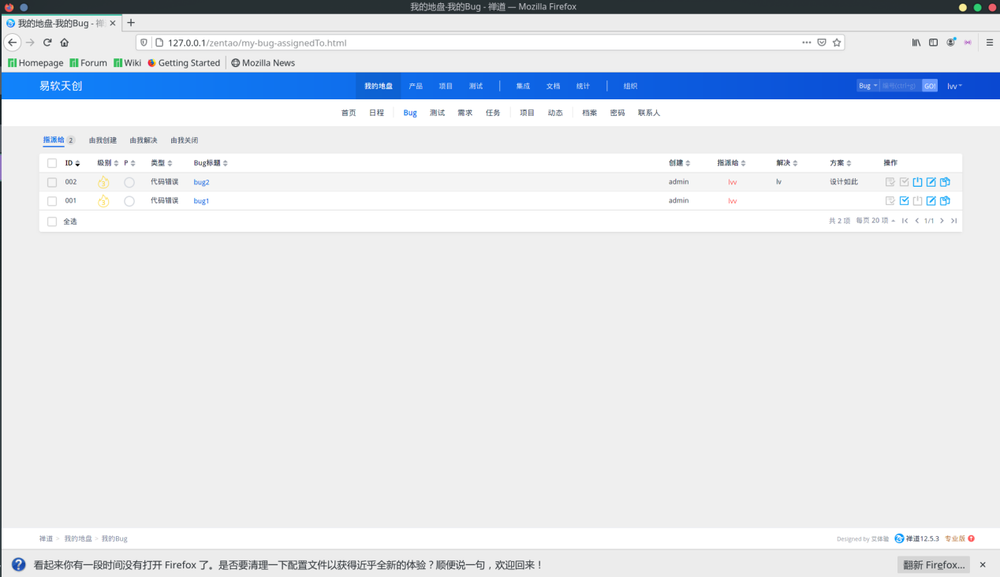 我的地盘-我的Bug - 禅道 — Mozilla Firefox
我的地盘-我的Bug - 禅
127.0.0.1/zentao/my-bug-assignedTo.html
Homepage Forum Wiki Getting Started Mozilla News
易软天创 我的地盘 产品 项目 测试 集成 文档 统计 组织 Bug 编号(ctrl+g) GO! lvv
首页 日程 Bug 测试 需求 任务 项目 动态 档案 密码 联系人
指派给 2 由我创建 由我解决 由我关闭
ID 级别 P 类型 Bug标题 创建 指派给 解决 方案 操作
002 3 代码错误 bug2 admin lvv lv 设计如此
001 3 代码错误 bug1 admin lvv
全选 共 2 项 每页 20 项 1/1
禅道 > 我的地盘 > 我的Bug Designed by 艾体验 禅道12.5.3 专业版
看起来你有一段时间没有打开 Firefox 了。是否要清理一下配置文件以获得近乎全新的体验？顺便说一句，欢迎回来！ 翻新 Firefox...